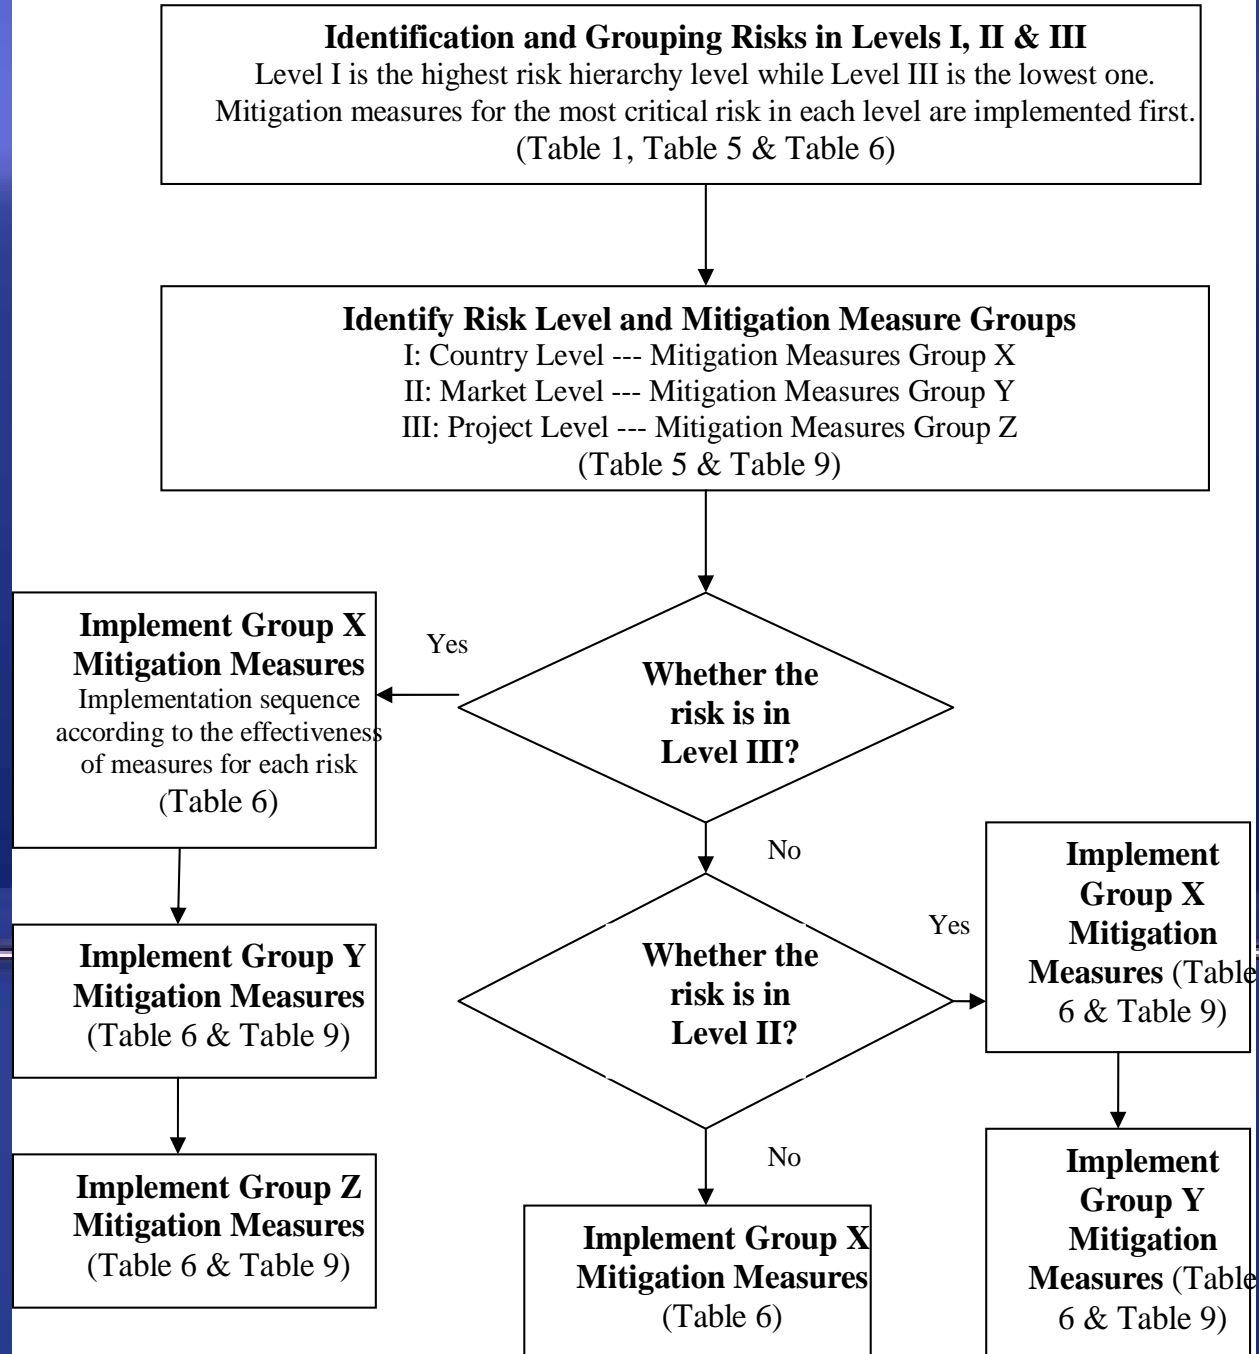 Identification and Grouping Risks in Levels I, II & III
Level I is the highest risk hierarchy level while Level III is the lowest one.
Mitigation measures for the most critical risk in each level are implemented first.
(Table 1, Table 5 & Table 6)
Identify Risk Level and Mitigation Measure Groups
I: Country Level --- Mitigation Measures Group X
II: Market Level --- Mitigation Measures Group Y
III: Project Level --- Mitigation Measures Group Z
(Table 5 & Table 9)
Whether the
risk is in
Level III?
Yes
Implement Group X
Mitigation Measures
Implementation sequence
according to the effectiveness
of measures for each risk
(Table 6)
Implement Group Y
Mitigation Measures
(Table 6 & Table 9)
Implement Group Z
Mitigation Measures
(Table 6 & Table 9)
No
Whether the
risk is in
Level II?
Yes
Implement
Group X
Mitigation
Measures (Table
6 & Table 9)
Implement
Group Y
Mitigation
Measures (Table
6 & Table 9)
No
Implement Group X
Mitigation Measures
(Table 6)